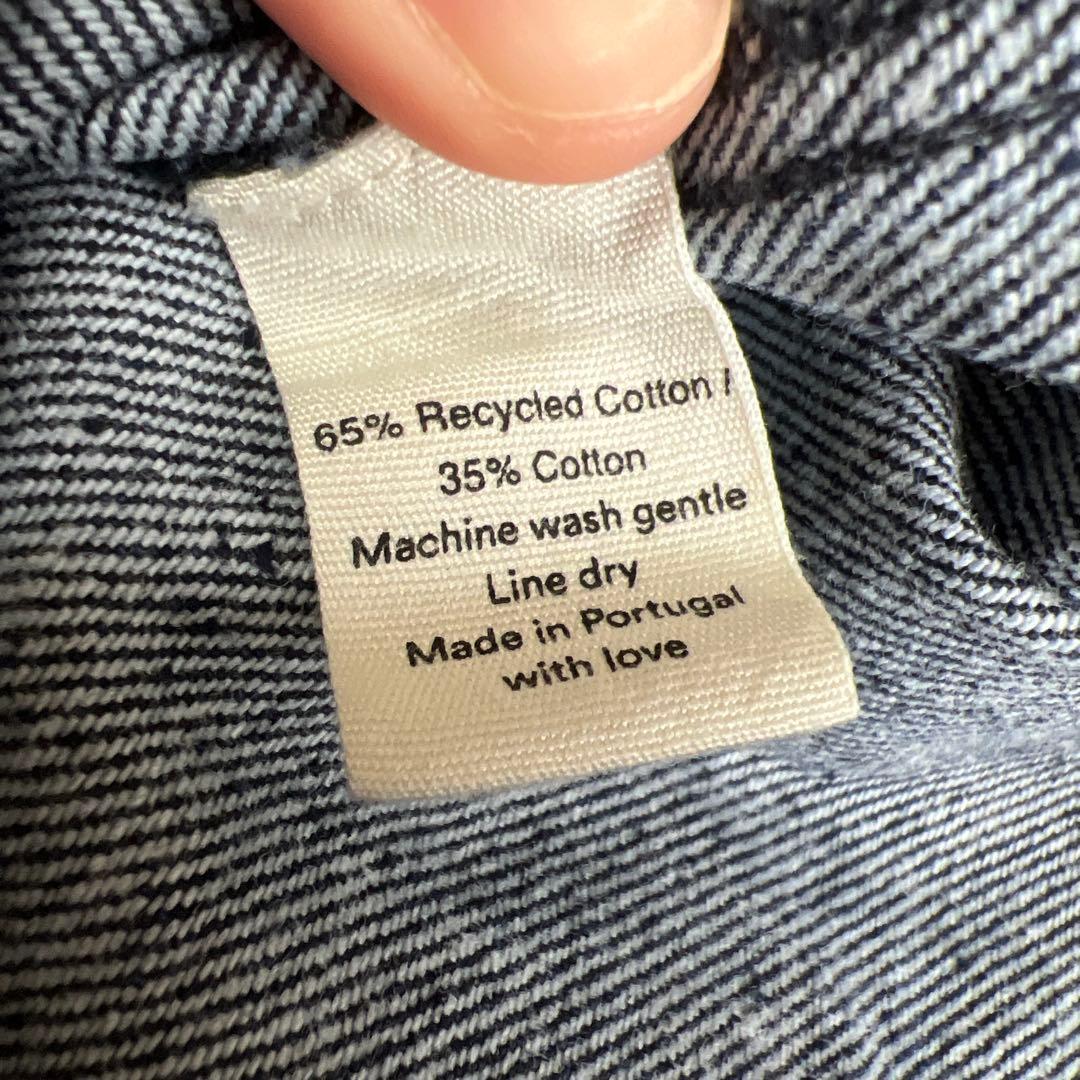 65% Recycled Cotton /
35% Cotton
Machine wash gentle
Line dry
Made in Portugal
with love